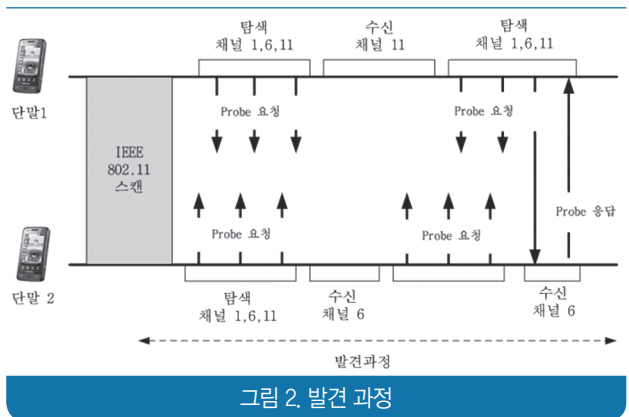 탐색
채널 1,6,11
수신
채널 11
탐색
채널 1,6,11
단말1
Probe 요청
Probe 요청
IEEE
802.11
스캔
Probe 응답
Probe 요청
Probe 요청
단말 2
탐색
채널 1,6,11
수신
채널 6
수신
채널 6
발견과정
그림 2. 발견 과정